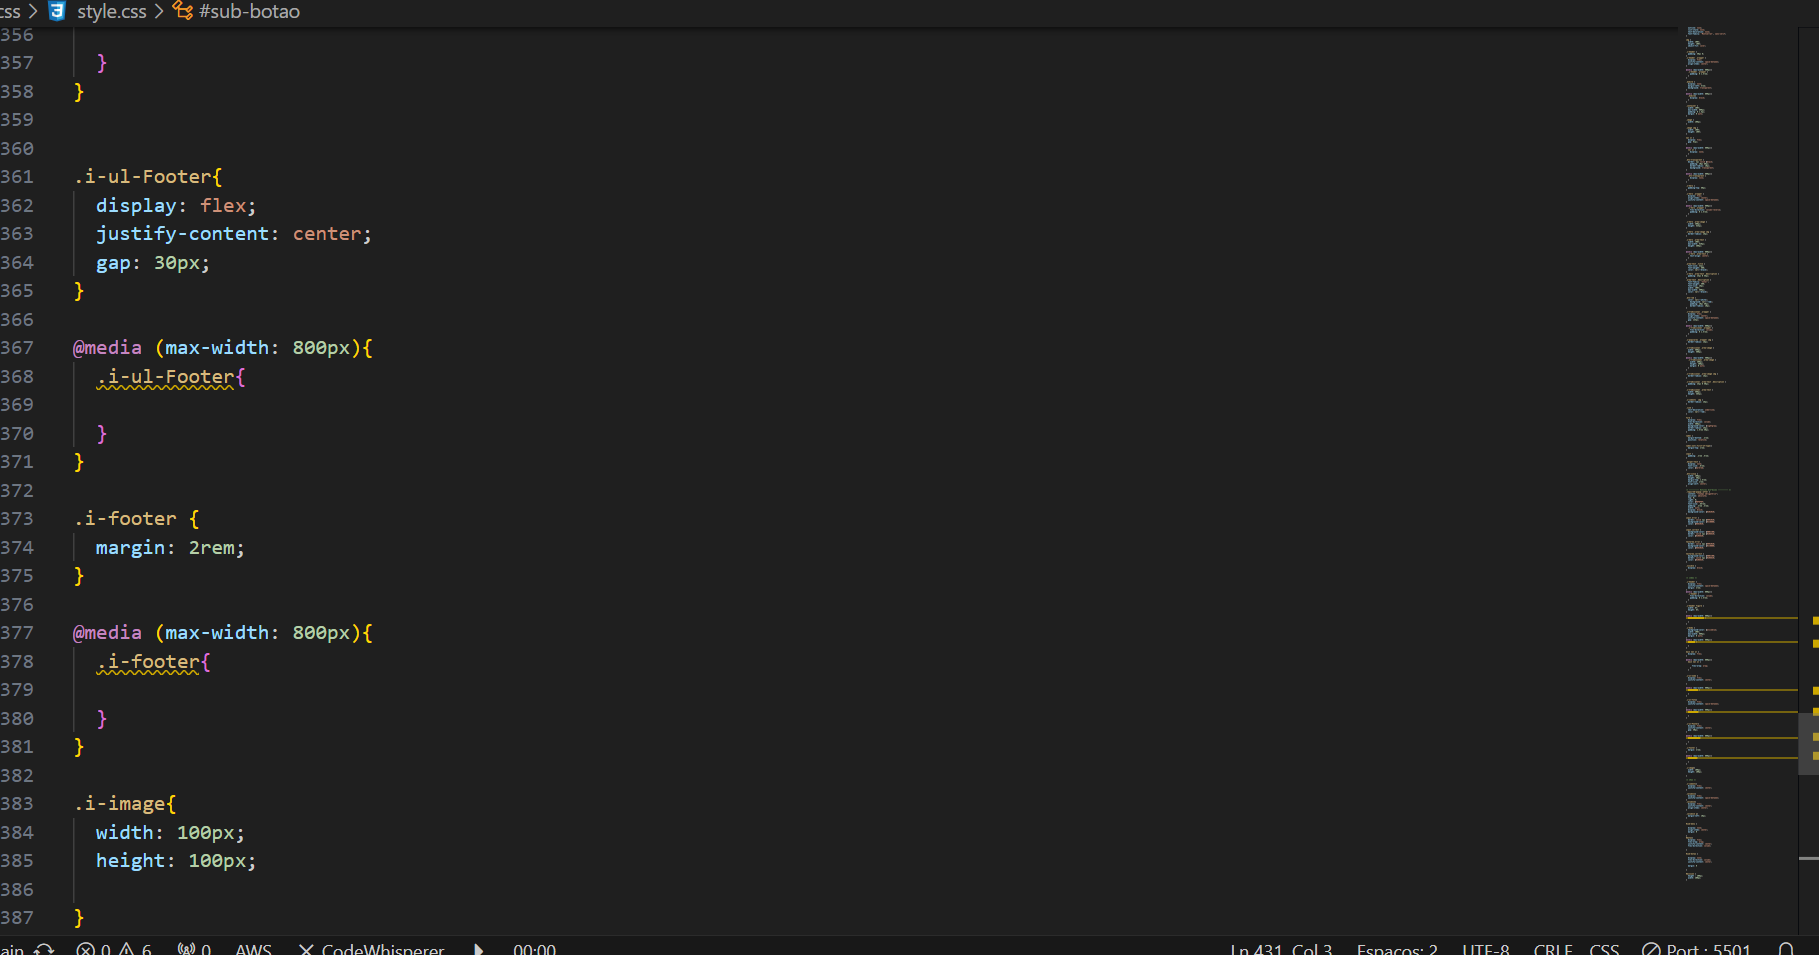 css > style.css > #sub-botao
356
357 }
358 }
359
360
361 .i-ul-Footer{
362 display: flex;
363 justify-content: center;
364 gap: 30px;
365 }
366
367 @media (max-width: 800px){
368 .i-ul-Footer{
369
370 }
371 }
372
373 .i-footer {
374 margin: 2rem;
375 }
376
377 @media (max-width: 800px){
378 .i-footer{
379
380 }
381 }
382
383 .i-image{
384 width: 100px;
385 height: 100px;
386
387 }
ain 0 6 0 AWS CodeWhisperer 00:00 Ln 431, Col 3 Espaços: 2 UTF-8 CRLF CSS Port : 5501